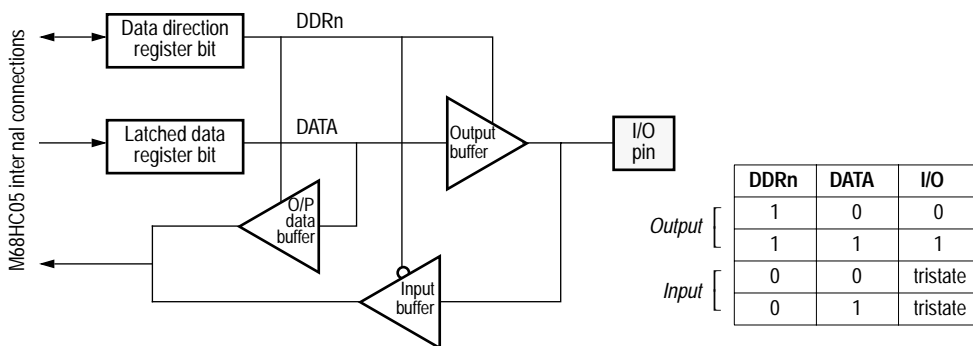 M68HC05 internal connections
Data direction
register bit
DDRn
Latched data
register bit
DATA
Output
buffer
I/O
pin
O/P
data
buffer
Input
buffer
DDRn DATA I/O
Output
1 0 0
1 1 1
Input
0 0 tristate
0 1 tristate